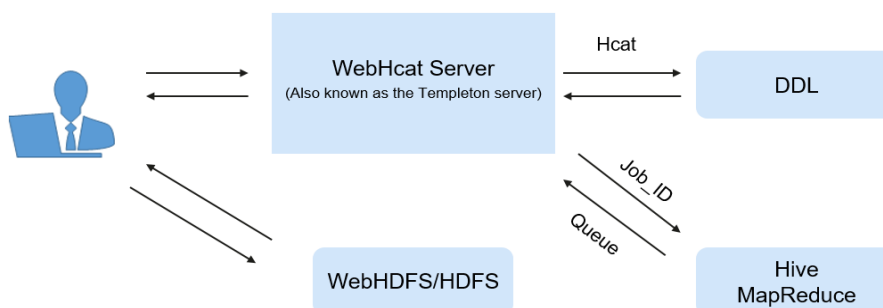 Hcat
WebHcat Server
(Also known as the Templeton server)
DDL
Job_ID
Queue
WebHDFS/HDFS
Hive
MapReduce